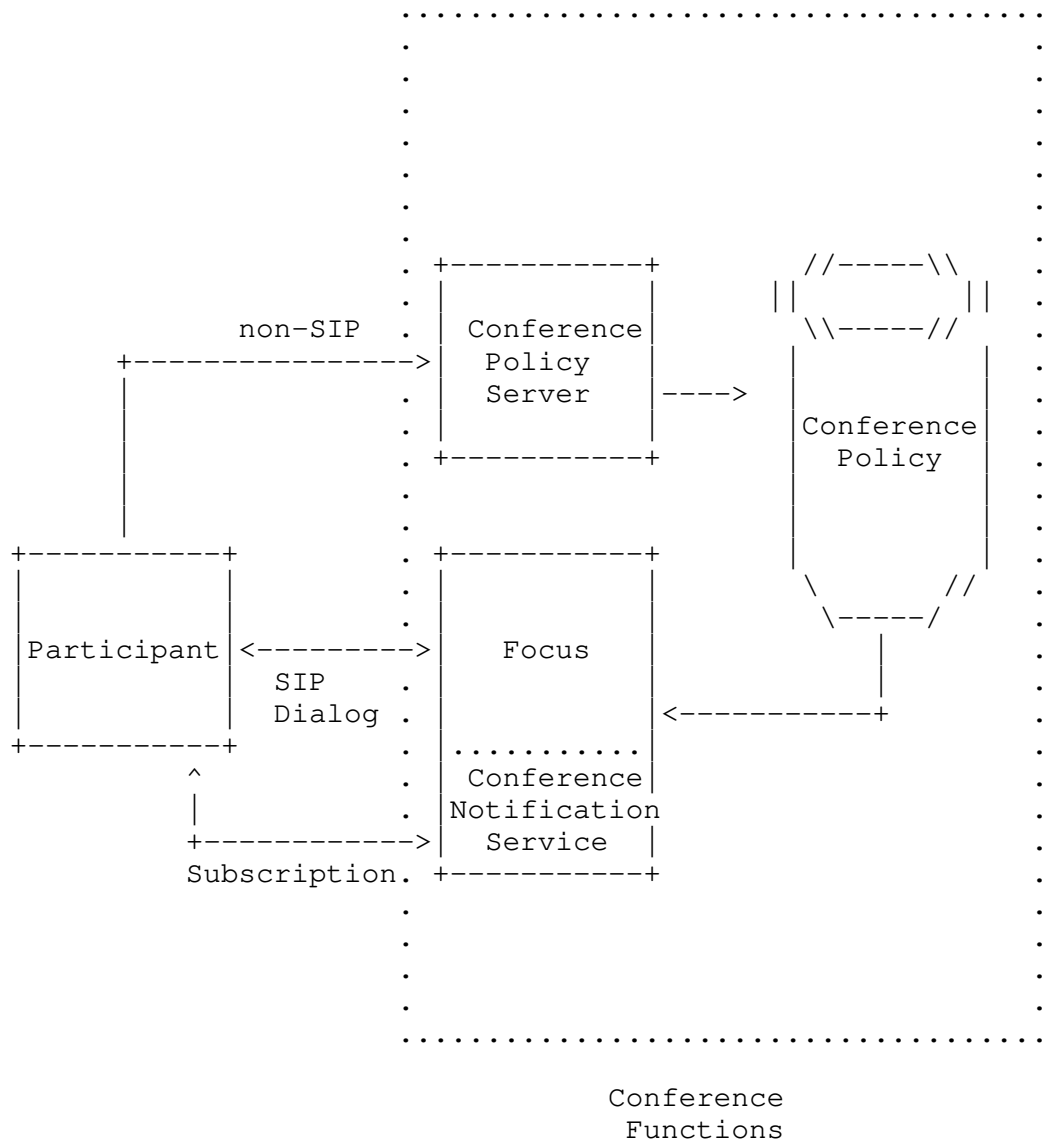 non-SIP
Conference
Policy
Server
Conference
Policy
Participant
Focus
SIP
Dialog
Conference
Notification
Service
Subscription
Conference
Functions